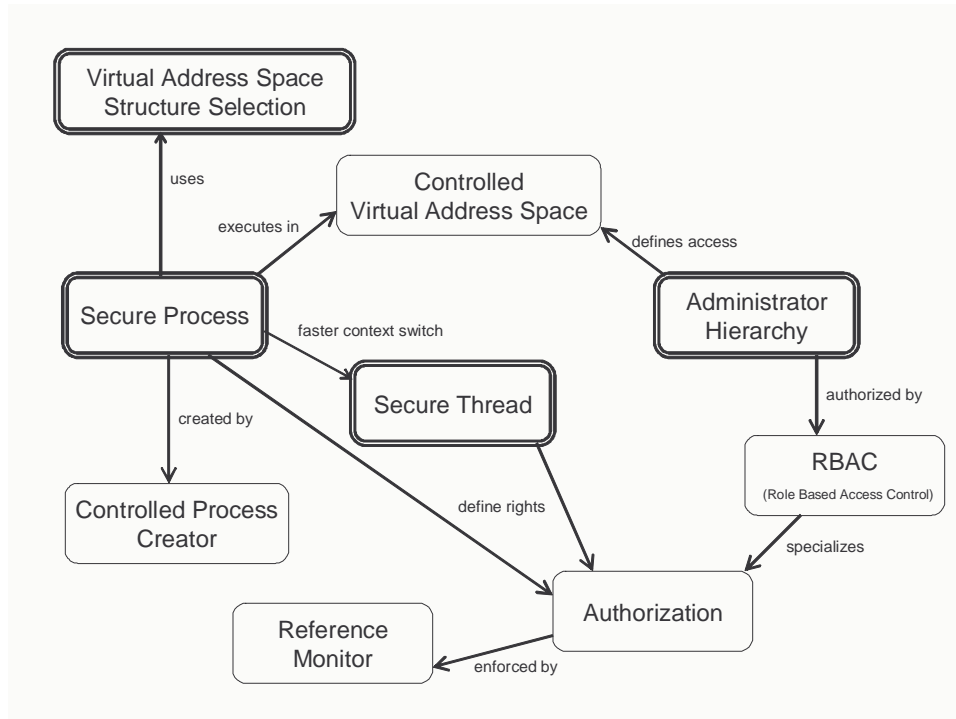 Virtual Address Space
Structure Selection
uses
Controlled
Virtual Address Space
executes in
defines access
Secure Process
Administrator
Hierarchy
faster context switch
Secure Thread
created by
authorized by
RBAC
(Role Based Access Control)
Controlled Process
Creator
define rights
specializes
Authorization
Reference
Monitor
enforced by